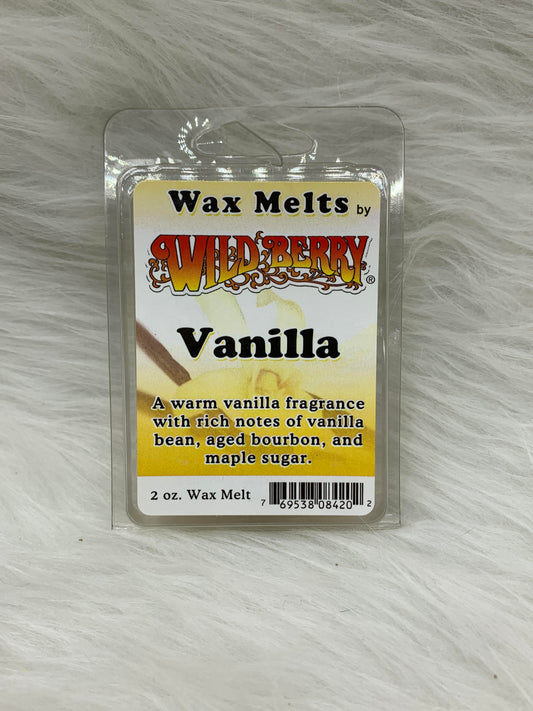 Wax Melts by
WILD BERRY®
Vanilla
A warm vanilla fragrance
with rich notes of vanilla
bean, aged bourbon, and
maple sugar.
2 oz. Wax Melt
7 69538 08420 2